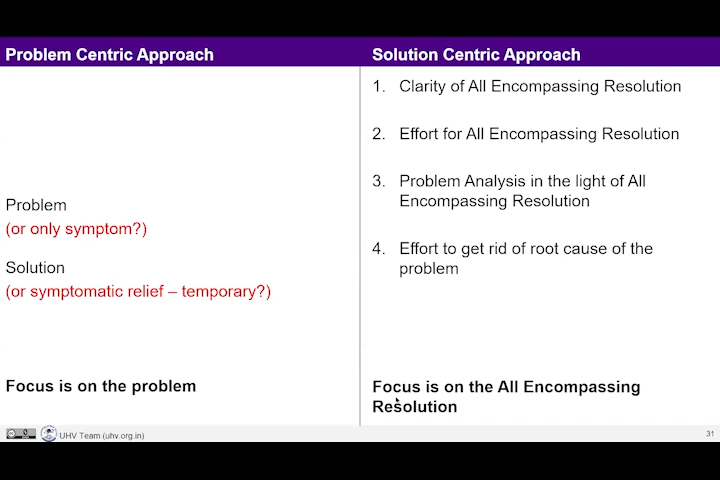 Problem Centric Approach
Solution Centric Approach
Problem
(or only symptom?)
Solution
(or symptomatic relief – temporary?)
Focus is on the problem
1. Clarity of All Encompassing Resolution
2. Effort for All Encompassing Resolution
3. Problem Analysis in the light of All
Encompassing Resolution
4. Effort to get rid of root cause of the
problem
Focus is on the All Encompassing
Resolution
UHV Team (uhv.org.in)
31